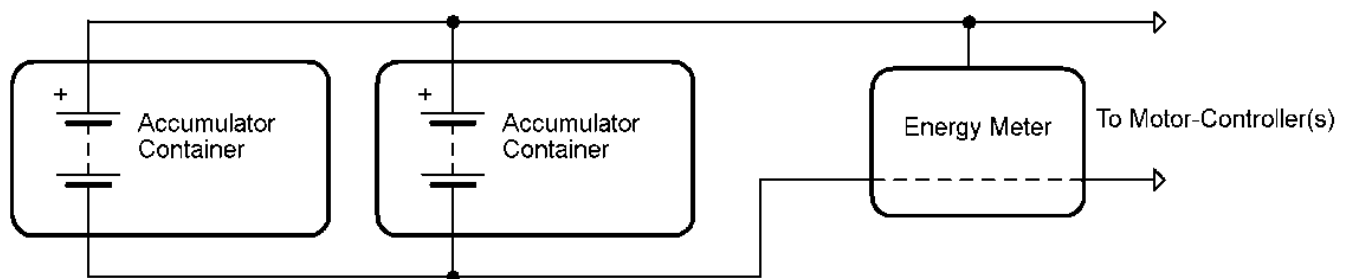 +
Accumulator
Container
+
Accumulator
Container
Energy Meter
To Motor-Controller(s)